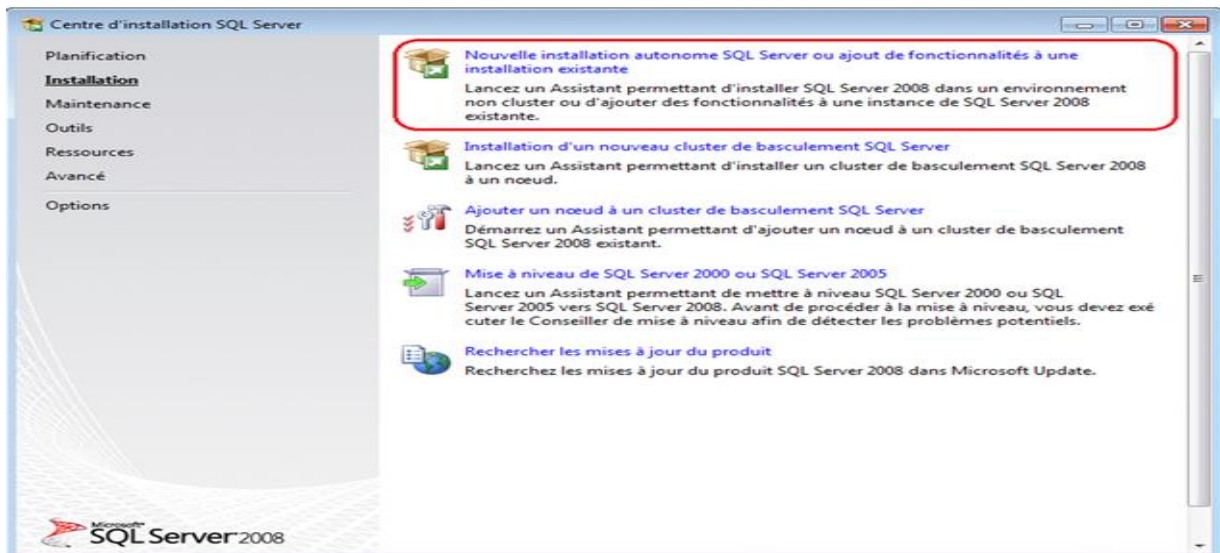 Centre d'installation SQL Server
Planification
Installation
Maintenance
Outils
Ressources
Avancé
Options
Nouvelle installation autonome SQL Server ou ajout de fonctionnalités à une
installation existante
Lancez un Assistant permettant d'installer SQL Server 2008 dans un environnement
non cluster ou d'ajouter des fonctionnalités à une instance de SQL Server 2008
existante.
Installation d'un nouveau cluster de basculement SQL Server
Lancez un Assistant permettant d'installer un cluster de basculement SQL Server 2008
à un nœud.
Ajouter un nœud à un cluster de basculement SQL Server
Démarrez un Assistant permettant d'ajouter un nœud à un cluster de basculement
SQL Server 2008 existant.
Mise à niveau de SQL Server 2000 ou SQL Server 2005
Lancez un Assistant permettant de mettre à niveau SQL Server 2000 ou SQL
Server 2005 vers SQL Server 2008. Avant de procéder à la mise à niveau, vous devez exé
cuter le Conseiller de mise à niveau afin de détecter les problèmes potentiels.
Rechercher les mises à jour du produit
Recherchez les mises à jour du produit SQL Server 2008 dans Microsoft Update.
Microsoft
SQL Server 2008